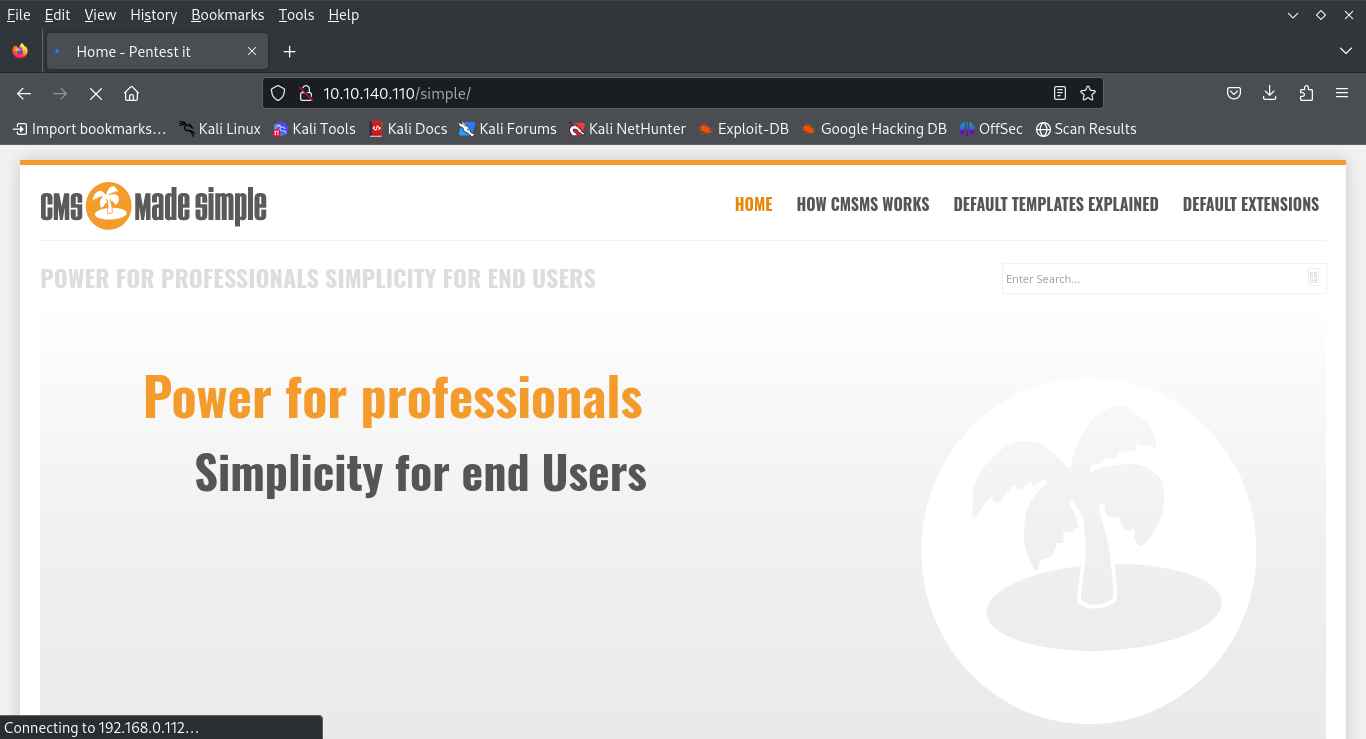 File Edit View History Bookmarks Tools Help
Home - Pentest it
10.10.140.110/simple/
Import bookmarks... Kali Linux Kali Tools Kali Docs Kali Forums Kali NetHunter Exploit-DB Google Hacking DB OffSec Scan Results
CMS Made Simple
HOME HOW CMSMS WORKS DEFAULT TEMPLATES EXPLAINED DEFAULT EXTENSIONS
POWER FOR PROFESSIONALS SIMPLICITY FOR END USERS
Enter Search...
Power for professionals
Simplicity for end Users
Connecting to 192.168.0.112...